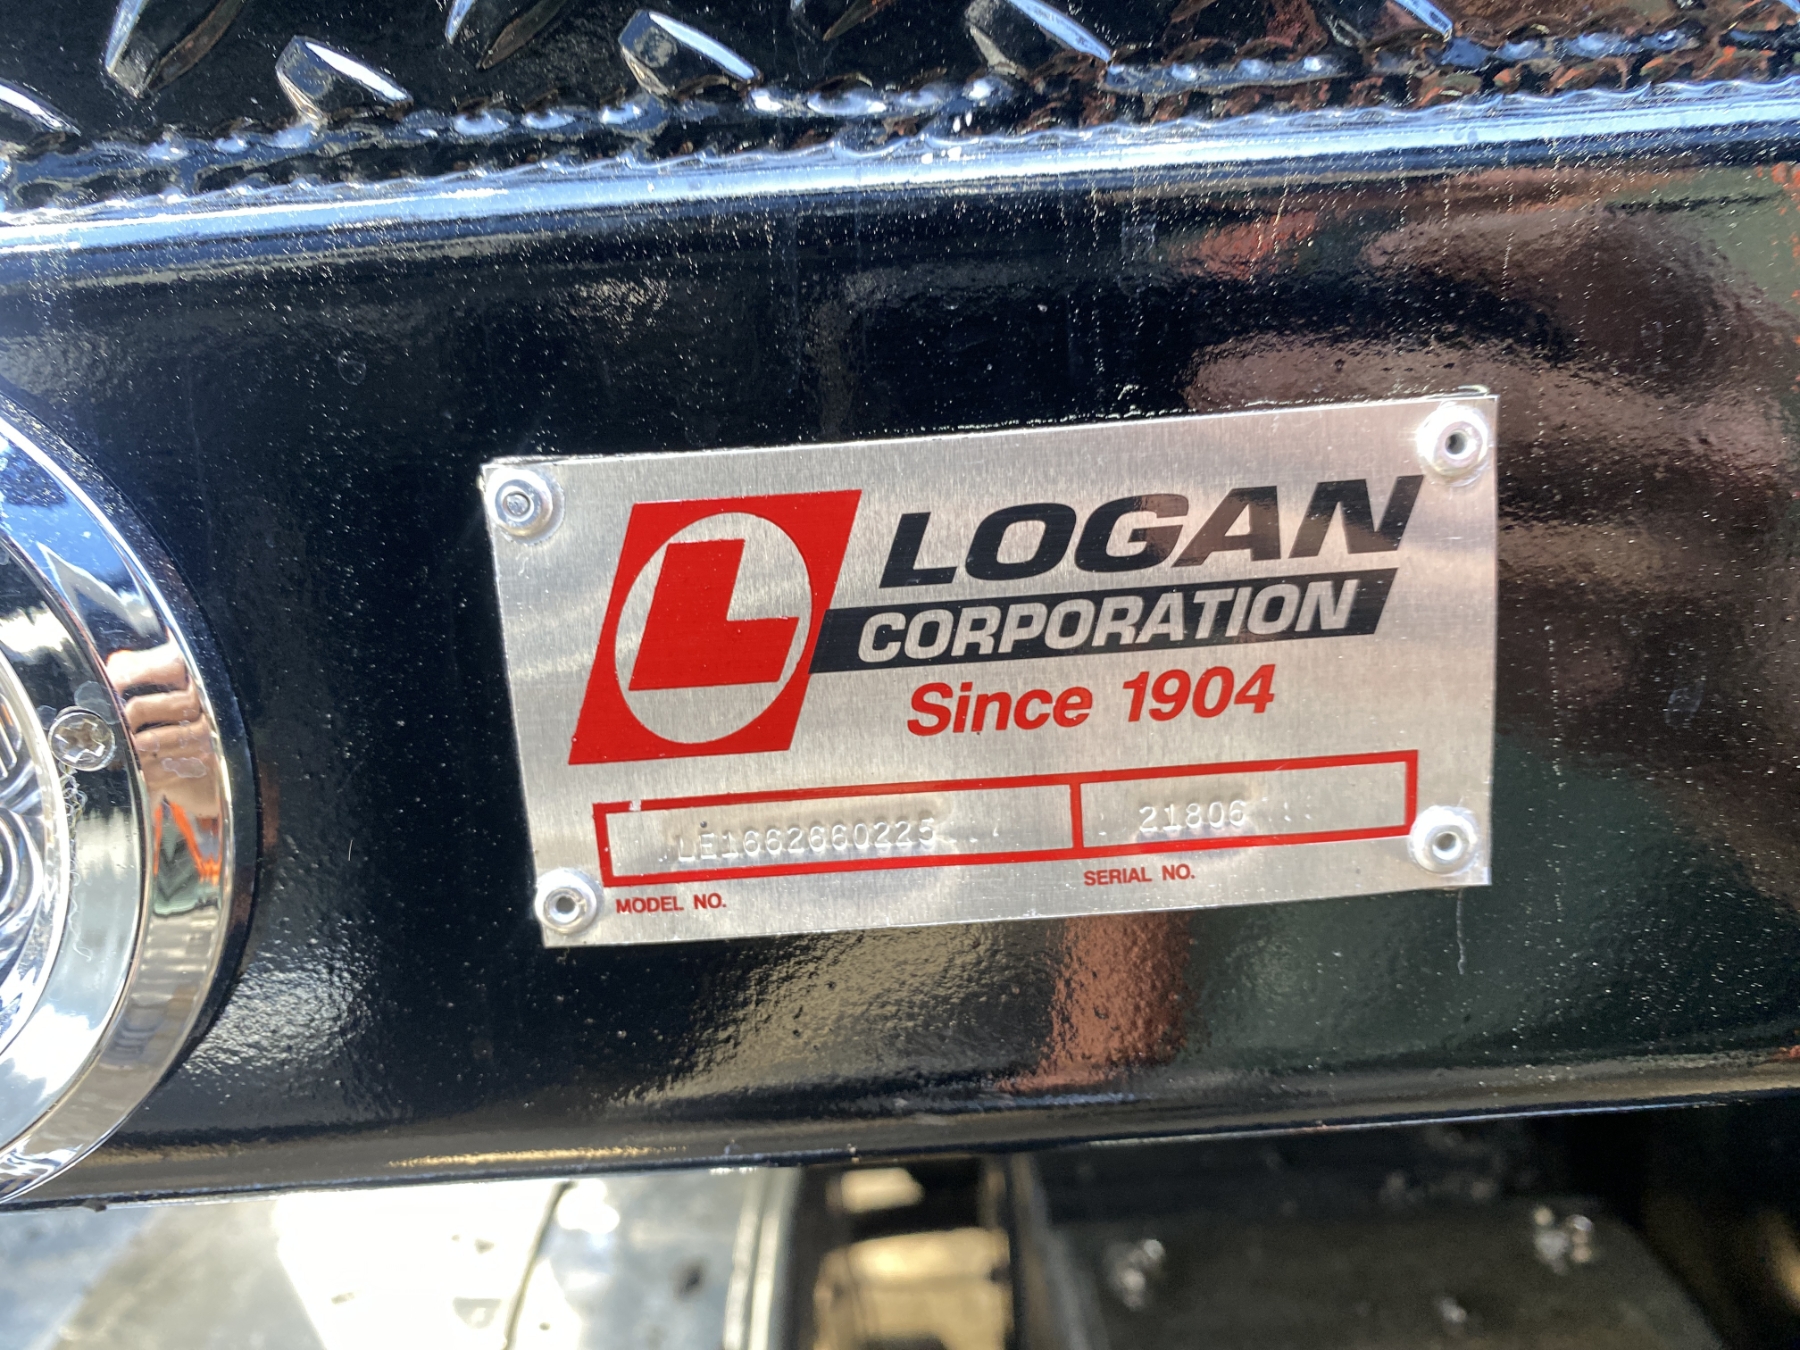 L
LOGAN
CORPORATION
Since 1904
LE1662660225 21806
MODEL NO. SERIAL NO.